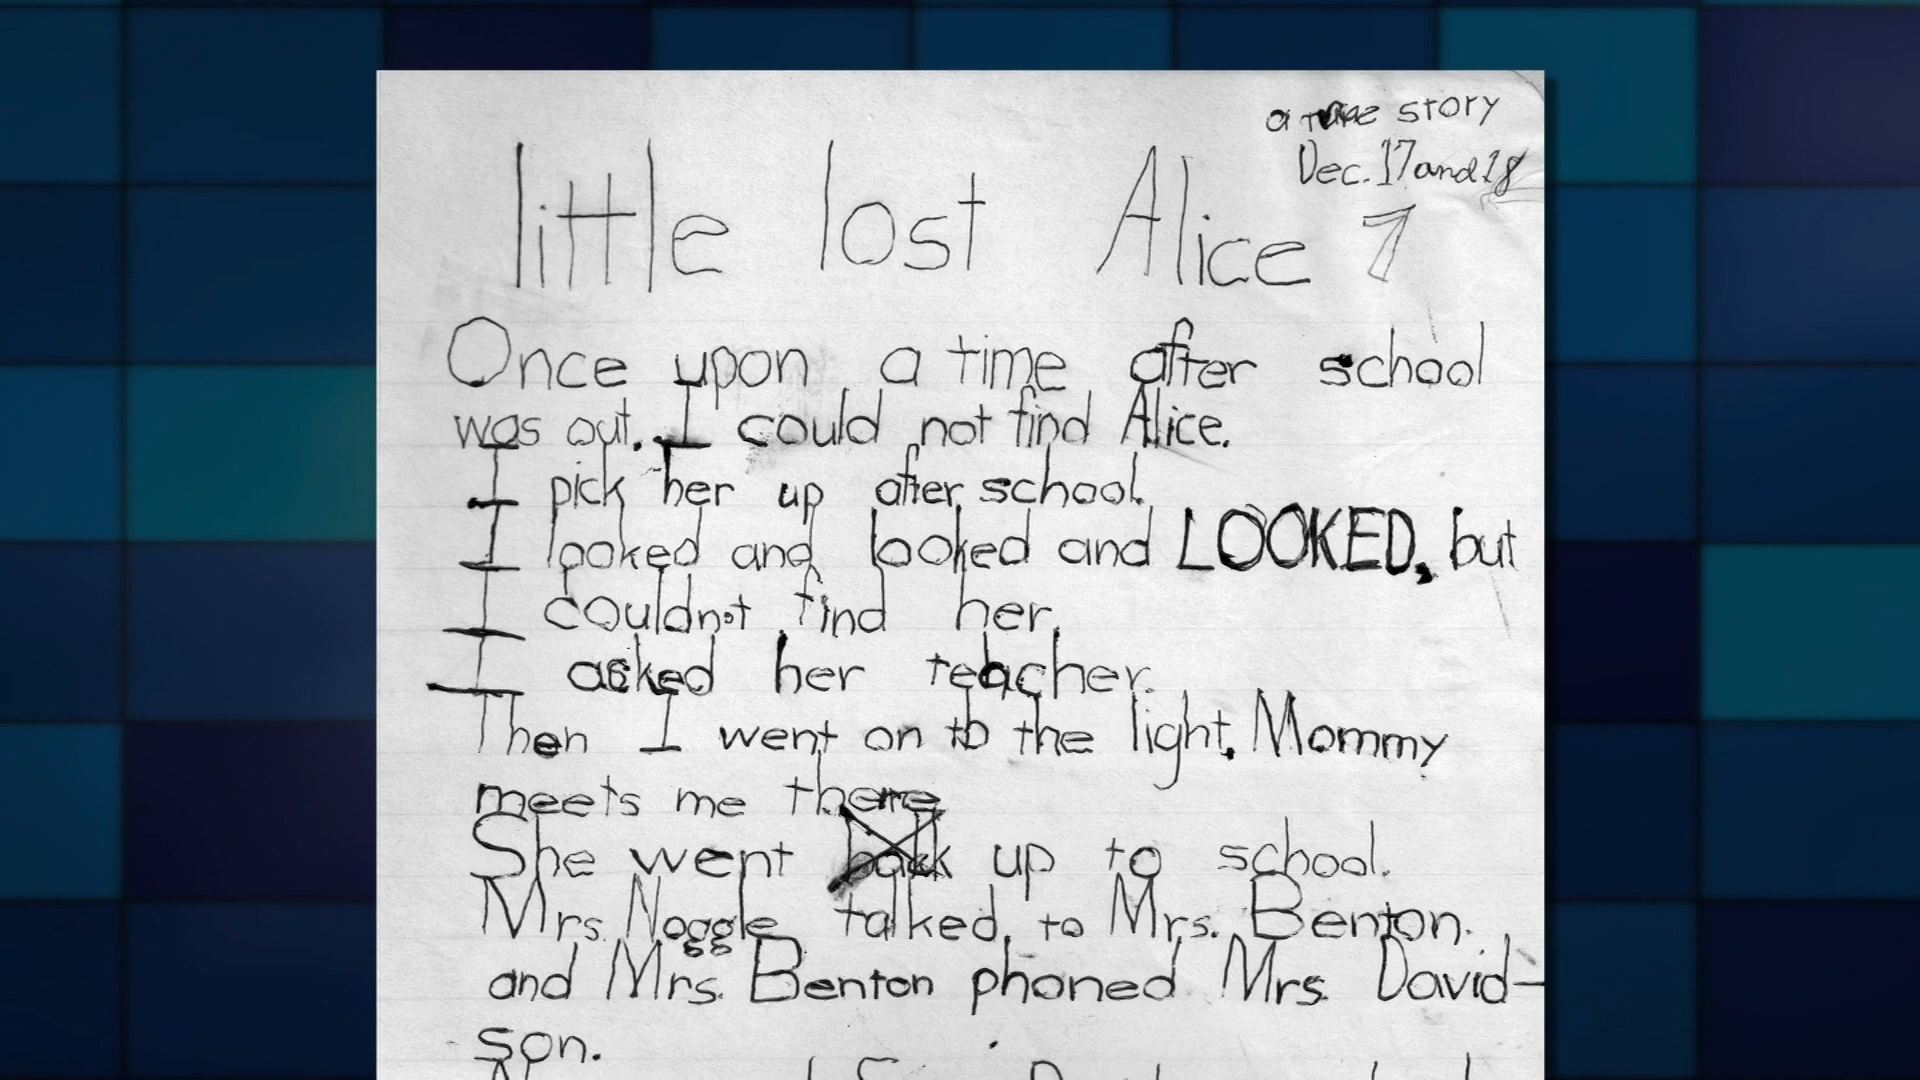 a true story
Dec. 17 and 18
little lost Alice 1
Once upon a time after school
was out. I could not find Alice.
I pick her up after school.
I looked and looked and LOOKED, but
I couldn't find her.
I asked her teacher.
Then I went on to the light. Mommy
meets me there.
She went back up to school.
Mrs. Noggle talked to Mrs. Benton.
and Mrs. Benton phoned Mrs. David-
son.